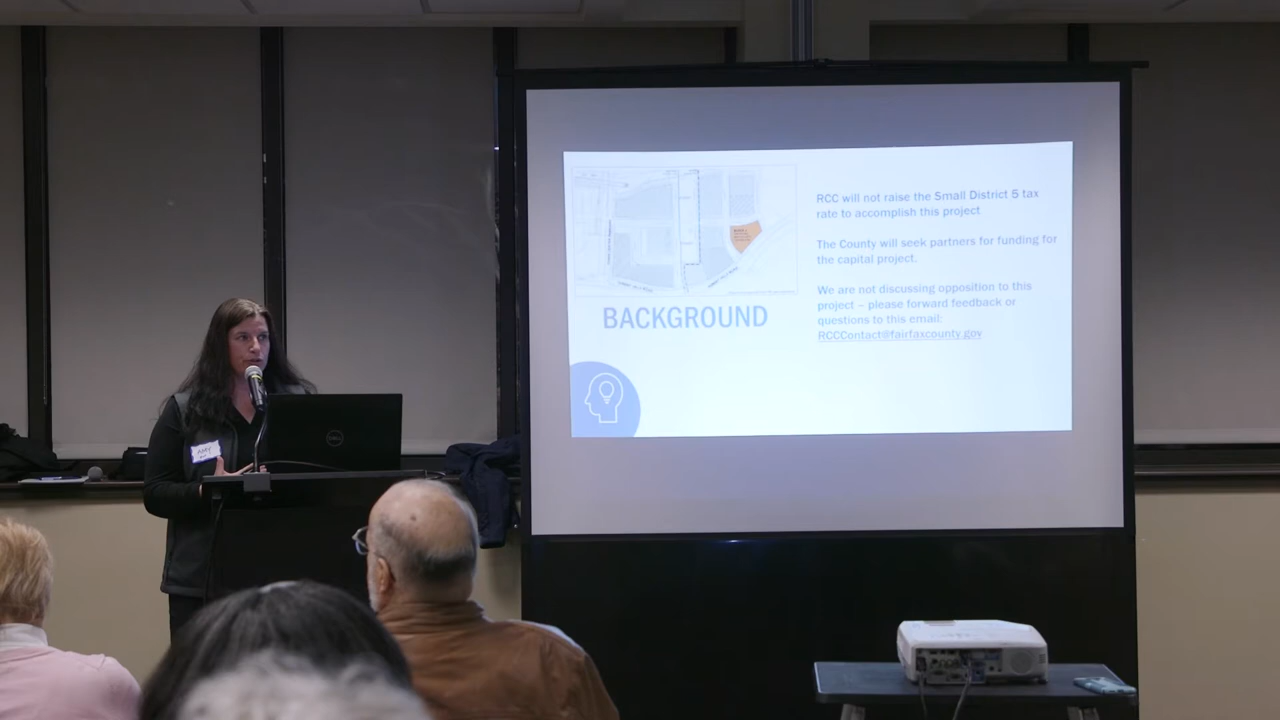 RCC will not raise the Small District 5 tax
rate to accomplish this project
The County will seek partners for funding for
the capital project.
We are not discussing opposition to this
project – please forward feedback or
questions to this email:
RCCContact@fairfaxcounty.gov
BACKGROUND
AMY
DELL